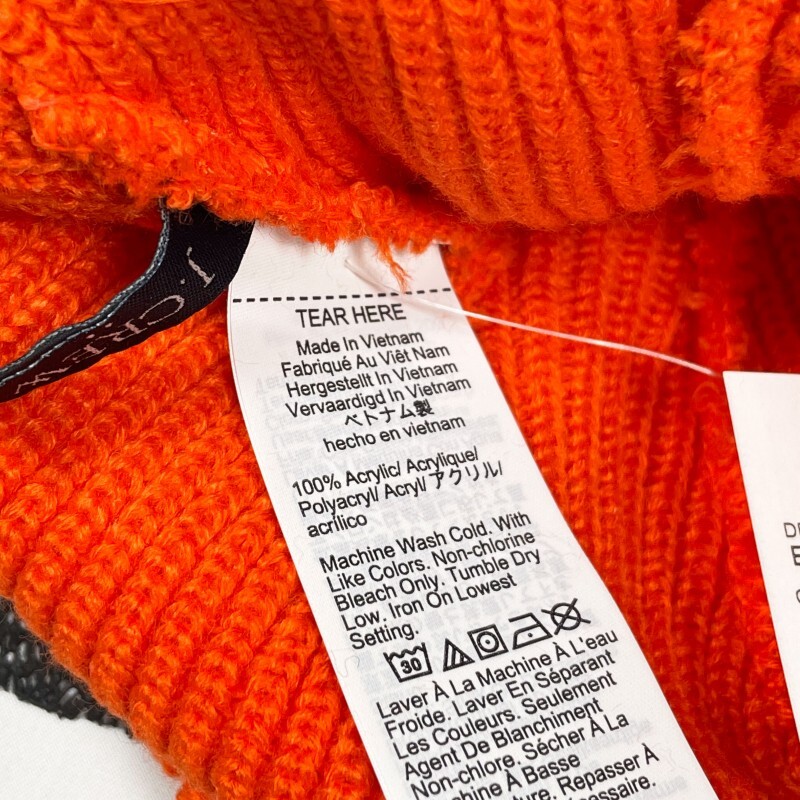 J.CREW
TEAR HERE
Made In Vietnam
Fabriqué Au Viêt Nam
Hergestellt In Vietnam
Vervaardigd In Vietnam
ベトナム製
hecho en vietnam
100% Acrylic/ Acrylique/
Polyacryl/ Acryl/ アクリル/
acrílico
Machine Wash Cold. With
Like Colors. Non-chlorine
Bleach Only. Tumble Dry
Low. Iron On Lowest
Setting.
30
Laver À La Machine À L'eau
Froide. Laver En Séparant
Les Couleurs. Seulement
Agent De Blanchiment
Non-chlore. Sécher À La
Machine À Basse
Repasser À